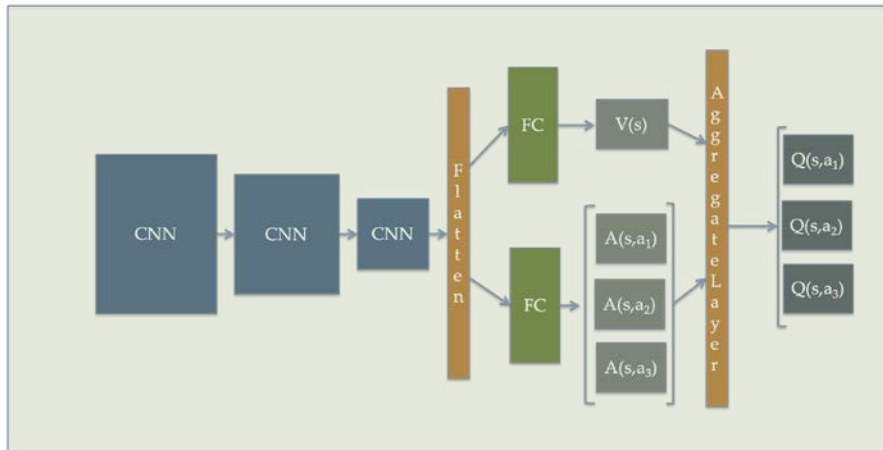 CNN
CNN
CNN
Flatten
FC
V(s)
FC
A(s,a₁)
A(s,a₂)
A(s,a₃)
AggregateLayer
Q(s,a₁)
Q(s,a₂)
Q(s,a₃)